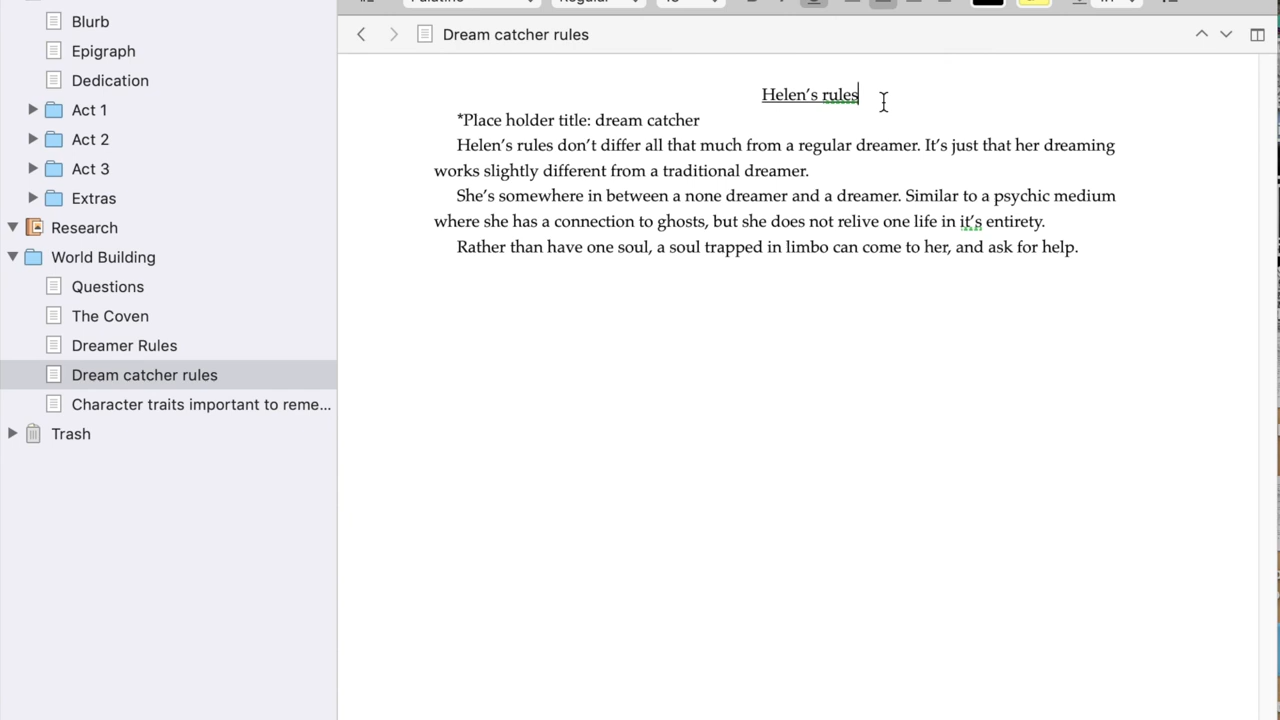 Blurb
Epigraph
Dedication
Act 1
Act 2
Act 3
Extras
Research
World Building
Questions
The Coven
Dreamer Rules
Dream catcher rules
Character traits important to reme...
Trash
Dream catcher rules
Helen's rules
*Place holder title: dream catcher
Helen's rules don't differ all that much from a regular dreamer. It's just that her dreaming
works slightly different from a traditional dreamer.
She's somewhere in between a none dreamer and a dreamer. Similar to a psychic medium
where she has a connection to ghosts, but she does not relive one life in it's entirety.
Rather than have one soul, a soul trapped in limbo can come to her, and ask for help.